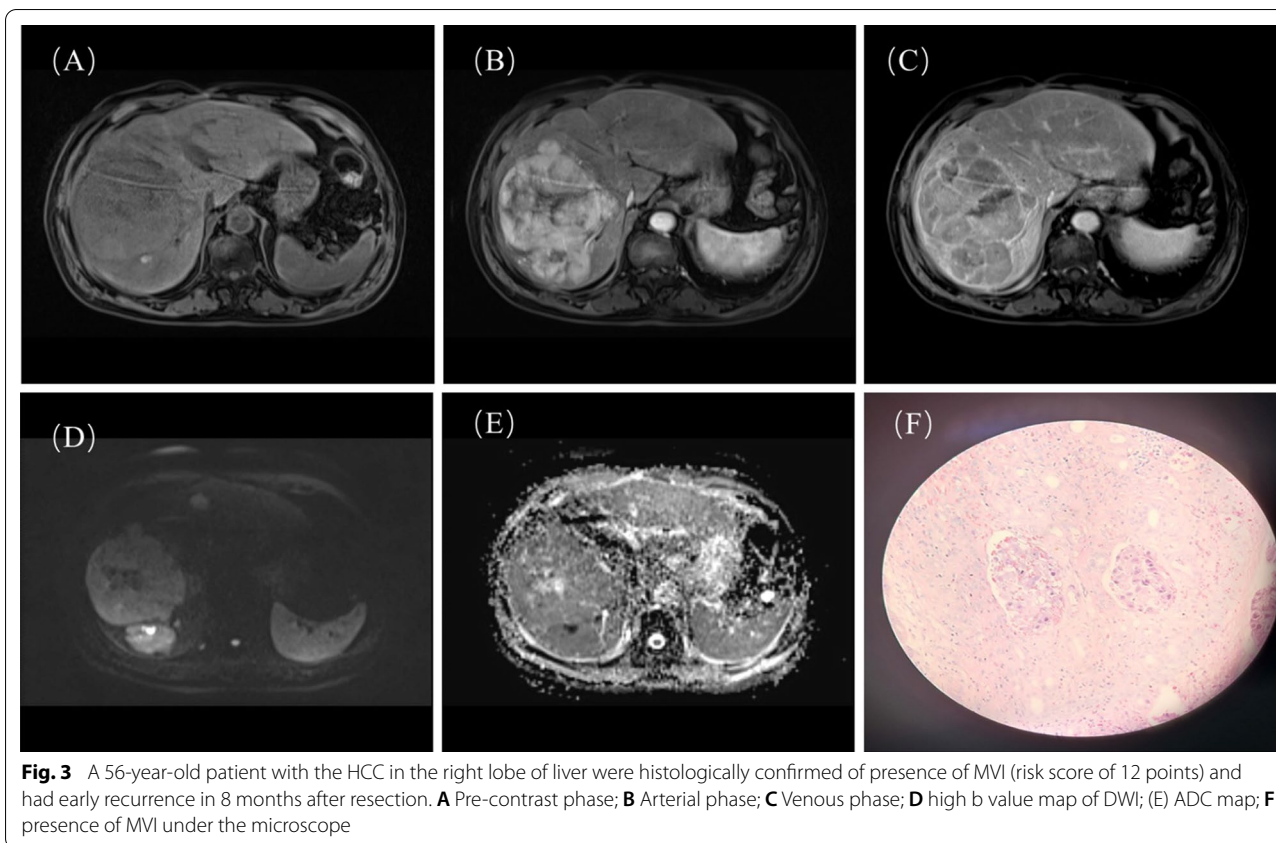 (A)
(B)
(C)
(D)
(E)
(F)
Fig. 3 A 56-year-old patient with the HCC in the right lobe of liver were histologically confirmed of presence of MVI (risk score of 12 points) and
had early recurrence in 8 months after resection. A Pre-contrast phase; B Arterial phase; C Venous phase; D high b value map of DWI; (E) ADC map; F
presence of MVI under the microscope